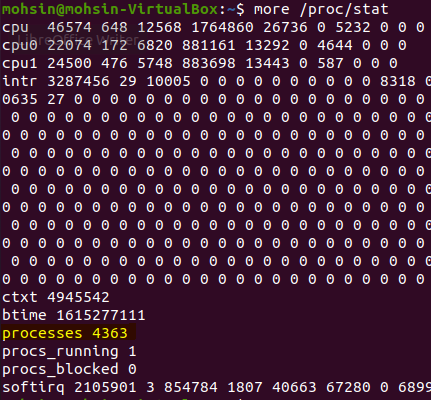 mohsin@mohsin-VirtualBox:~$ more /proc/stat
cpu 46574 648 12568 1764860 26736 0 5232 0 0 0
LibreOffice Writer
cpu0 22074 172 6820 881161 13292 0 4644 0 0 0
cpu1 24500 476 5748 883698 13443 0 587 0 0 0
intr 3287456 29 10005 0 0 0 0 0 0 0 0 0 0 8318 0
0635 27 0 0 0 0 0 0 0 0 0 0 0 0 0 0 0 0 0 0 0
0 0 0 0 0 0 0 0 0 0 0 0 0 0 0 0 0 0 0 0 0 0 0
0 0 0 0 0 0 0 0 0 0 0 0 0 0 0 0 0 0 0 0 0 0 0 0
0 0 0 0 0 0 0 0 0 0 0 0 0 0 0 0 0 0 0 0 0 0 0
0 0 0 0 0 0 0 0 0 0 0 0 0 0 0 0 0 0 0 0 0 0 0 0
0 0 0 0 0 0 0 0 0 0 0 0 0 0 0 0 0 0 0 0 0 0 0
0 0 0 0 0 0 0 0 0 0 0 0 0 0 0 0 0 0 0 0 0 0 0
0 0 0 0 0 0 0 0 0 0 0 0 0 0 0 0 0 0 0 0 0 0 0 0
0 0 0 0 0 0 0 0 0 0 0 0 0 0 0 0 0 0 0 0 0 0 0
0 0 0 0 0 0 0 0 0 0 0 0 0 0 0 0 0 0 0 0 0 0 0 0
0 0 0 0 0 0 0 0 0 0 0 0 0 0 0 0 0 0 0 0 0 0 0 0
ctxt 4945542
btime 1615277111
processes 4363
procs_running 1
procs_blocked 0
softirq 2105901 3 854784 1807 40663 67280 0 6899